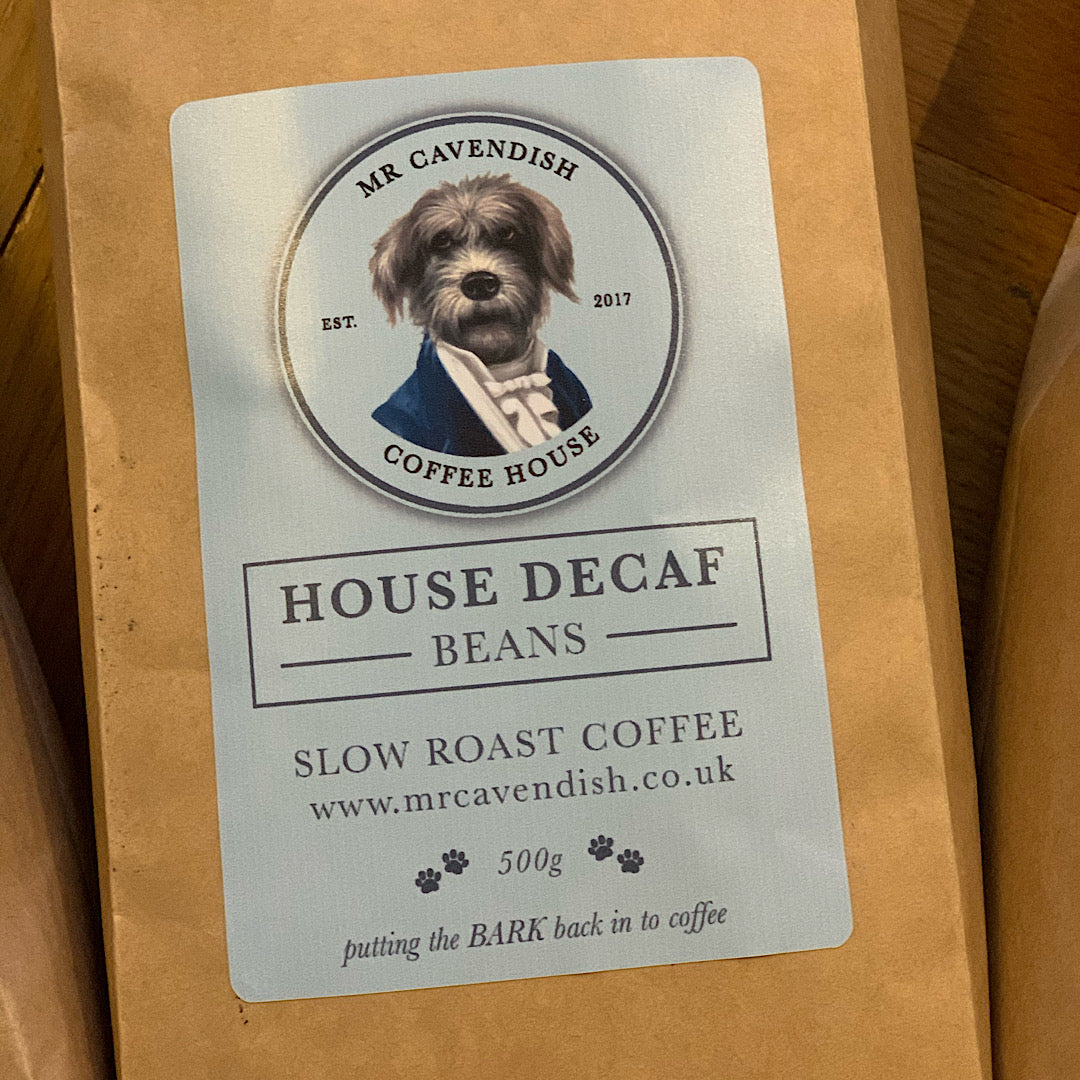 MR CAVENDISH
EST. 2017
COFFEE HOUSE
HOUSE DECAF
BEANS
SLOW ROAST COFFEE
www.mrcavendish.co.uk
500g
putting the BARK back in to coffee